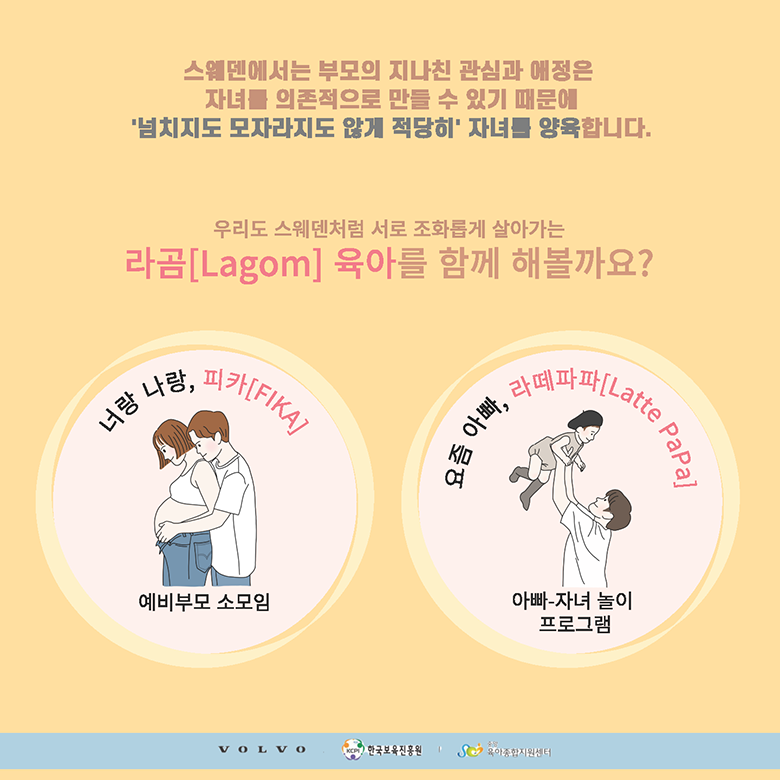 스웨덴에서는 부모의 지나친 관심과 애정은
자녀를 의존적으로 만들 수 있기 때문에
'넘치지도 모자라지도 않게 적당히' 자녀를 양육합니다.
우리도 스웨덴처럼 서로 조화롭게 살아가는
라곰[Lagom] 육아를 함께 해볼까요?
너랑 나랑, 피카[FIKA]
예비부모 소모임
요즘 아빠, 라떼파파[Latte PaPa]
아빠-자녀 놀이
프로그램
VOLVO
KCPI 한국보육진흥원
중앙
육아종합지원센터